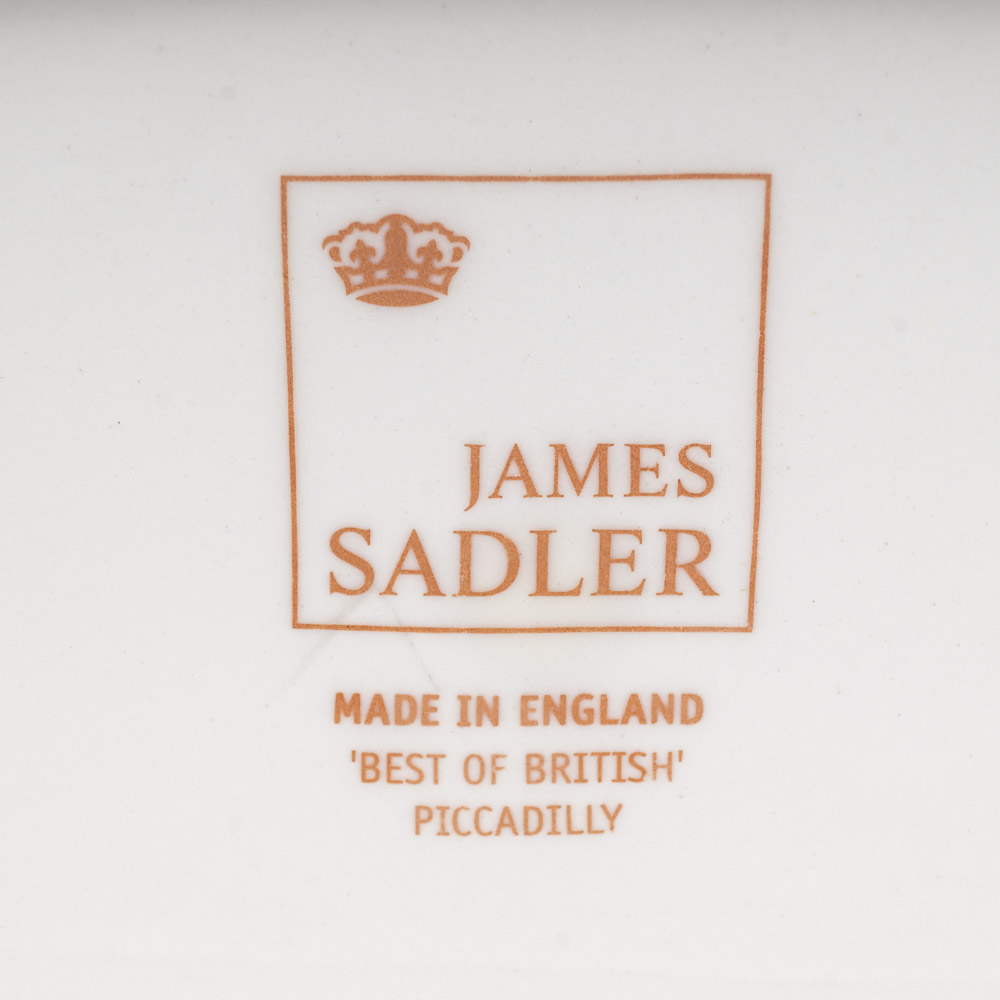 JAMES
SADLER
MADE IN ENGLAND
'BEST OF BRITISH'
PICCADILLY